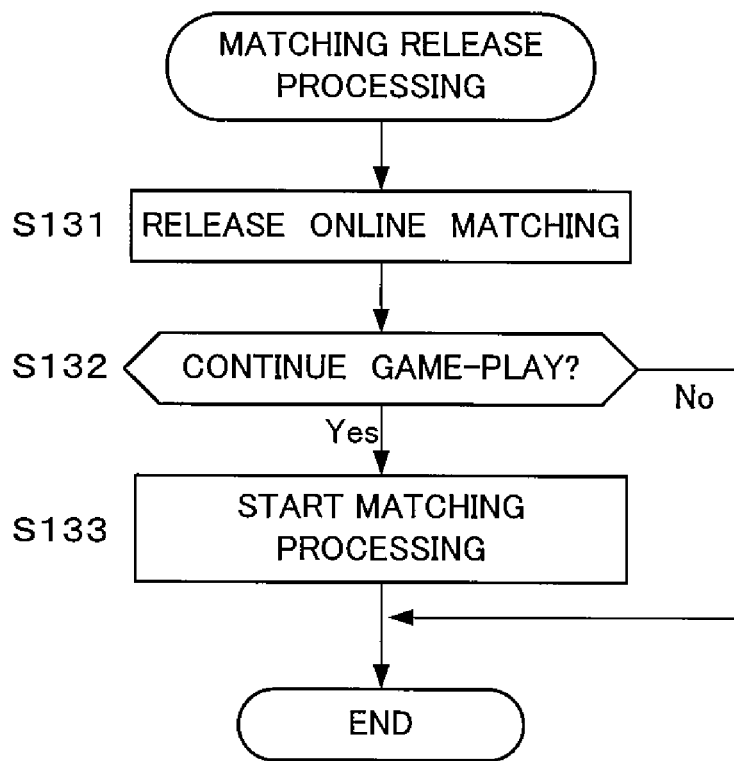 MATCHING RELEASE
PROCESSING
S131 RELEASE ONLINE MATCHING
S132 CONTINUE GAME-PLAY?
No
Yes
S133 START MATCHING
PROCESSING
END